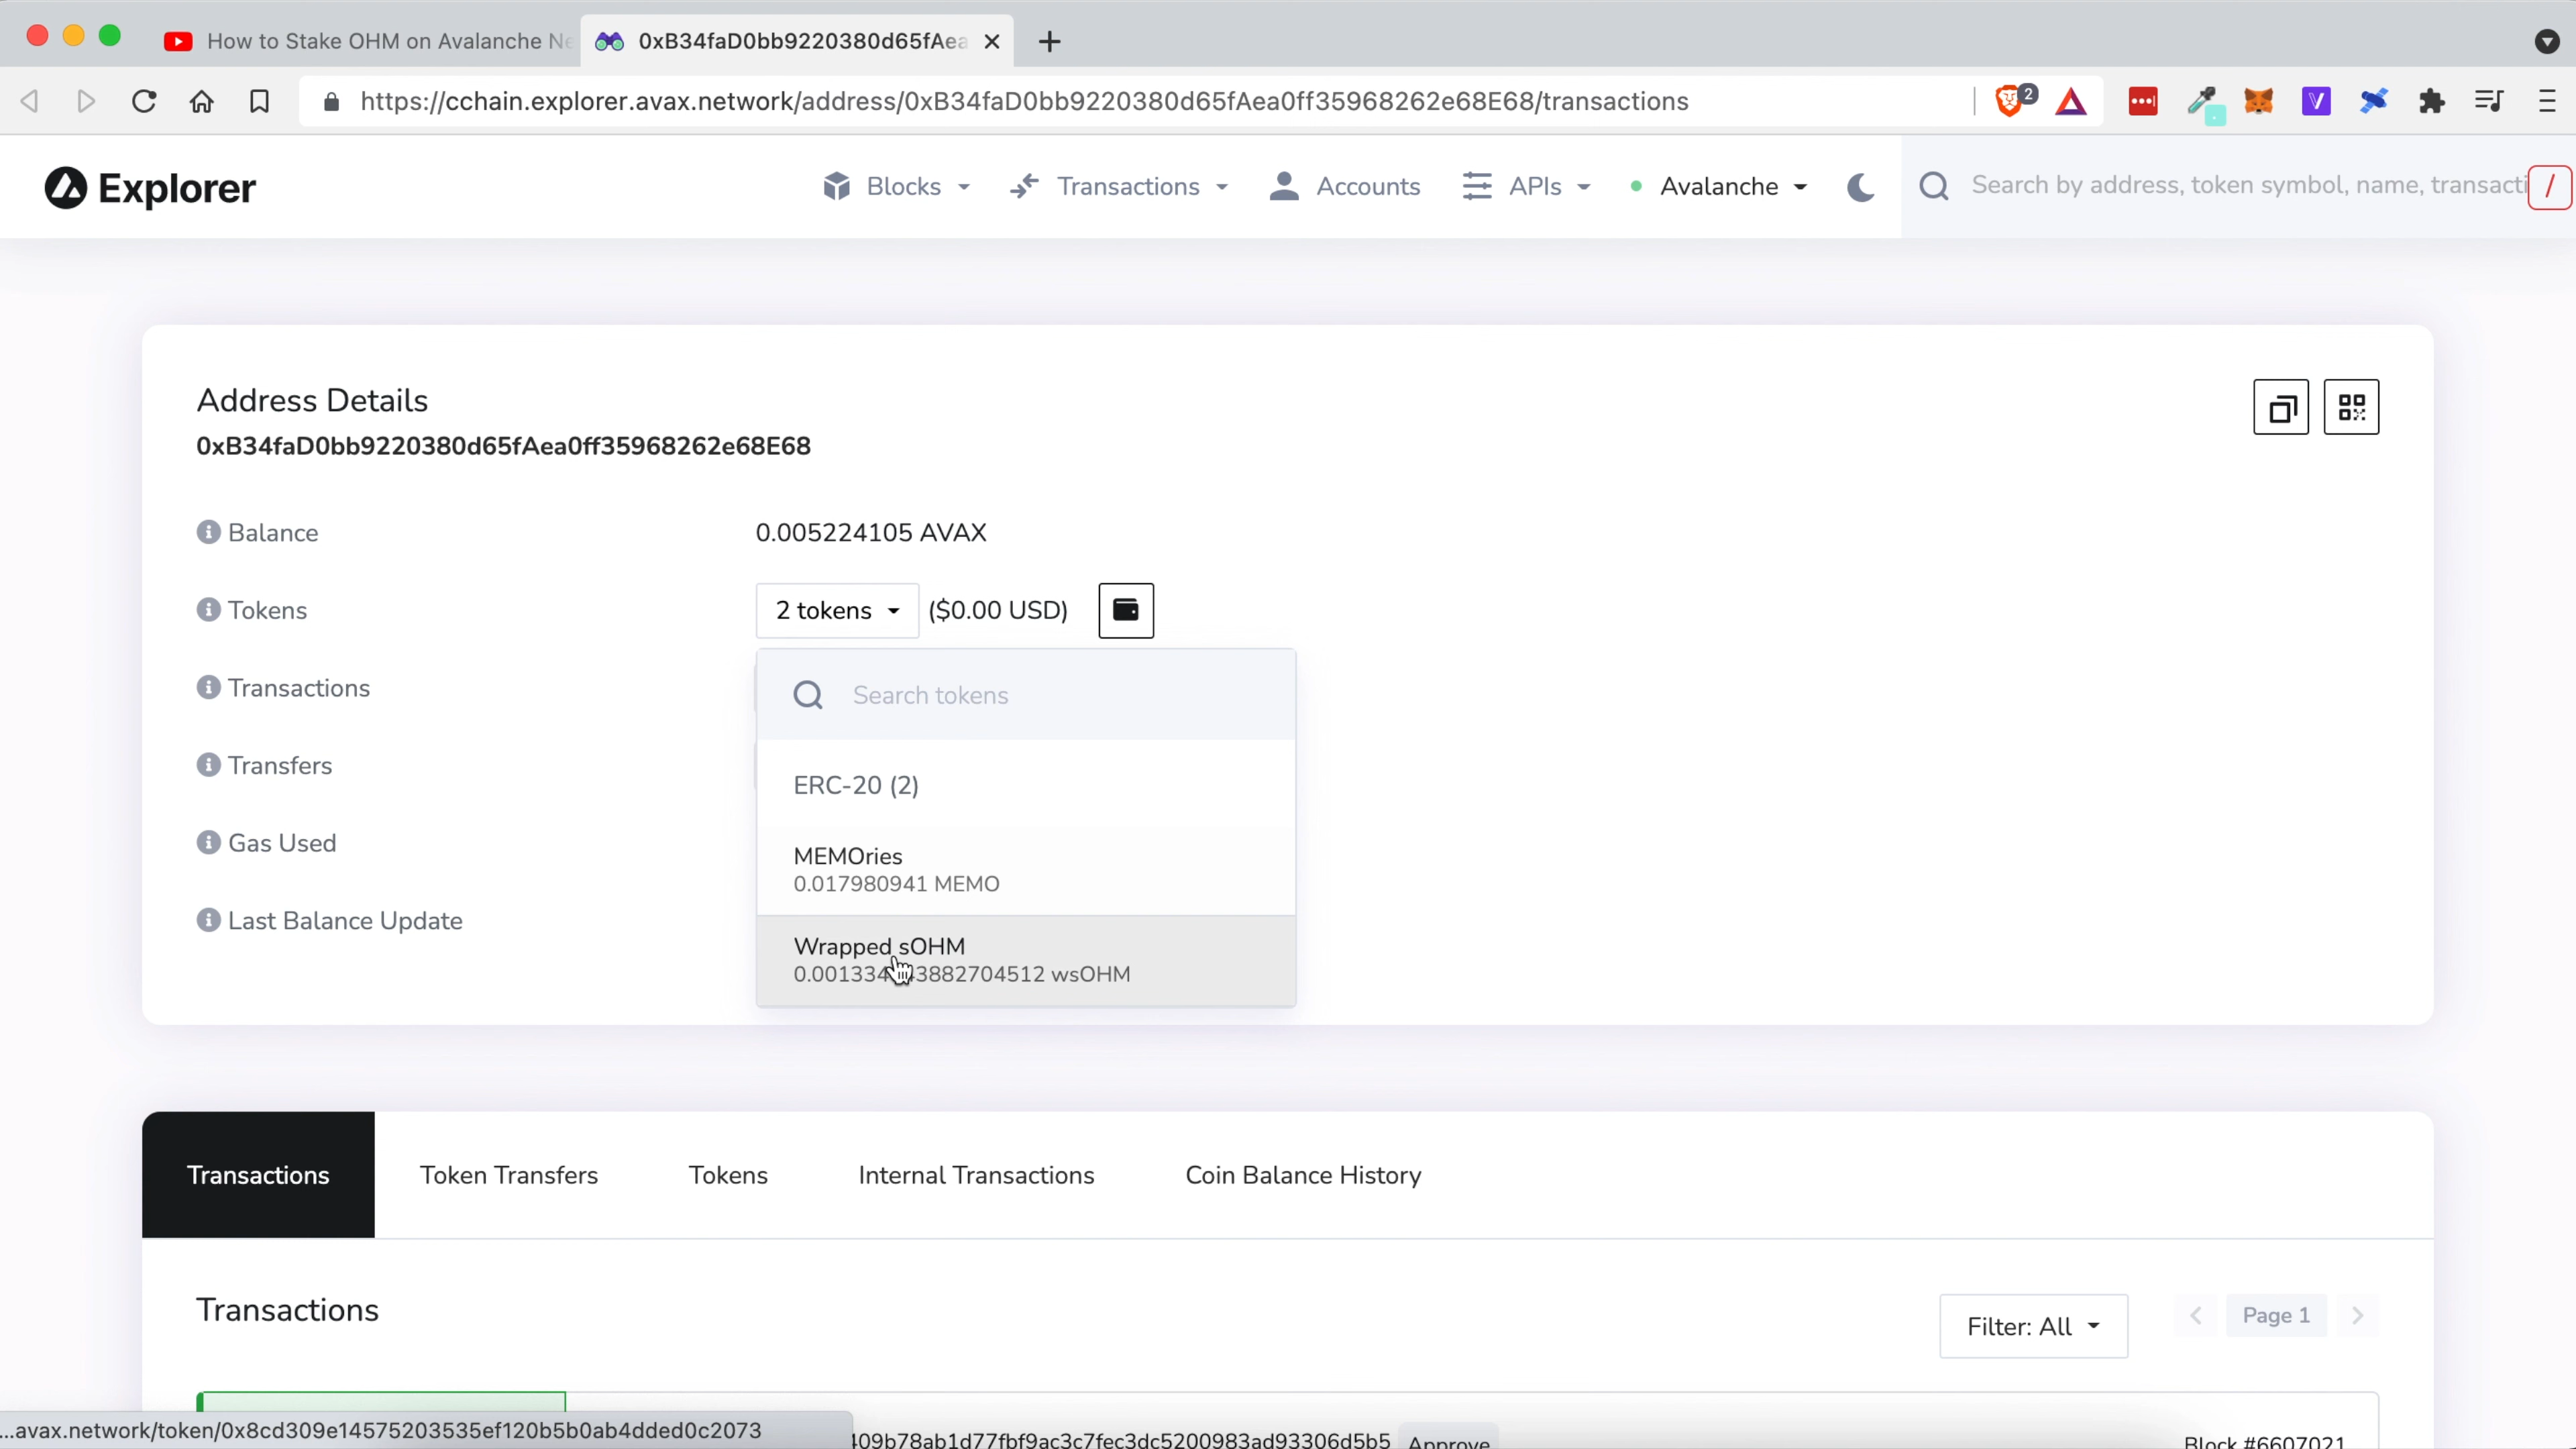 How to Stake OHM on Avalanche Ne
0xB34faD0bb9220380d65fAea
2
https://cchain.explorer.avax.network/address/0xB34faD0bb9220380d65fAea0ff35968262e68E68/transactions
Explorer
Blocks
Transactions
Accounts
APIs
Avalanche
Search by address, token symbol, name, transacti
/
Address Details
0xB34faD0bb9220380d65fAea0ff35968262e68E68
Balance
0.005224105 AVAX
Tokens
2 tokens
($0.00 USD)
Search tokens
Transactions
Transfers
ERC-20 (2)
Gas Used
MEMOries
0.017980941 MEMO
Last Balance Update
Wrapped sOHM
wsOHM
Transactions
Token Transfers
Tokens
Internal Transactions
Coin Balance History
Transactions
Filter: All
Page 1
...avax.network/token/0x8cd309e14575203535ef120b5b0ab4dded0c2073
409b78ab1d77fbf9ac3c7fec3dc5200983ad93306d5b5
Approve
Block #6607021